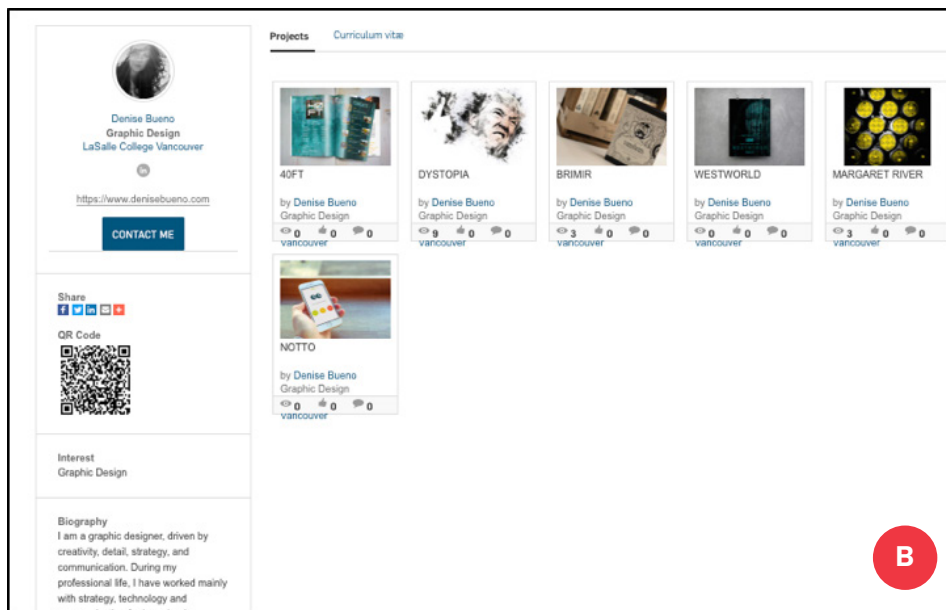 Denise Bueno
Graphic Design
LaSalle College Vancouver
in
https://www.denisebueno.com
CONTACT ME
Share
QR Code
Interest
Graphic Design
Biography
I am a graphic designer, driven by
creativity, detail, strategy, and
communication. During my
professional life, I have worked mainly
with strategy, technology and
Projects Curriculum vitæ
40FT
by Denise Bueno
Graphic Design
0 0 0
Vancouver
DYSTOPIA
by Denise Bueno
Graphic Design
9 0 0
Vancouver
BRIMIR
by Denise Bueno
Graphic Design
3 0 0
Vancouver
WESTWORLD
by Denise Bueno
Graphic Design
0 0 0
Vancouver
MARGARET RIVER
by Denise Bueno
Graphic Design
3 0 0
Vancouver
NOTTO
by Denise Bueno
Graphic Design
0 0 0
Vancouver
B